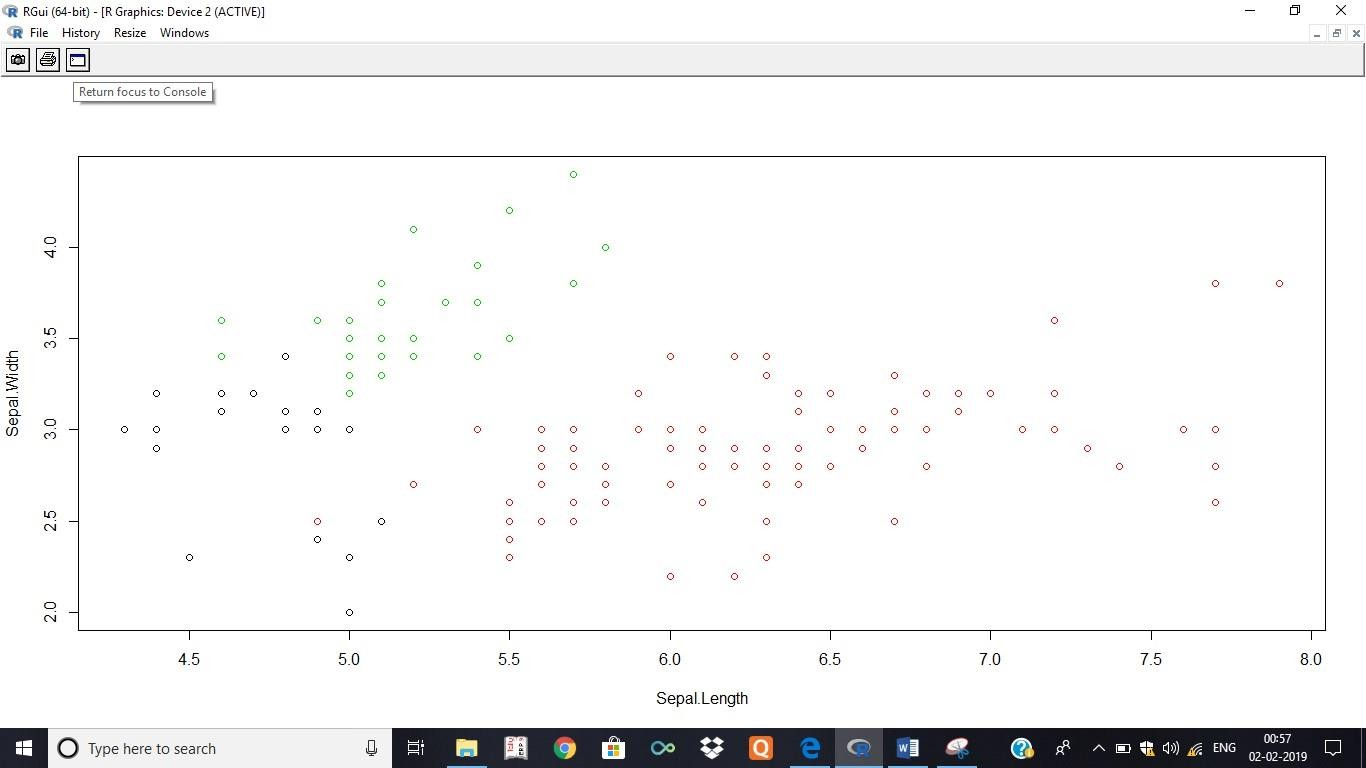 RGui (64-bit) - [R Graphics: Device 2 (ACTIVE)]
File History Resize Windows
Return focus to Console
Sepal.Width
4.0
3.5
3.0
2.5
2.0
4.5 5.0 5.5 6.0 6.5 7.0 7.5 8.0
Sepal.Length
Type here to search
ENG
00:57
02-02-2019